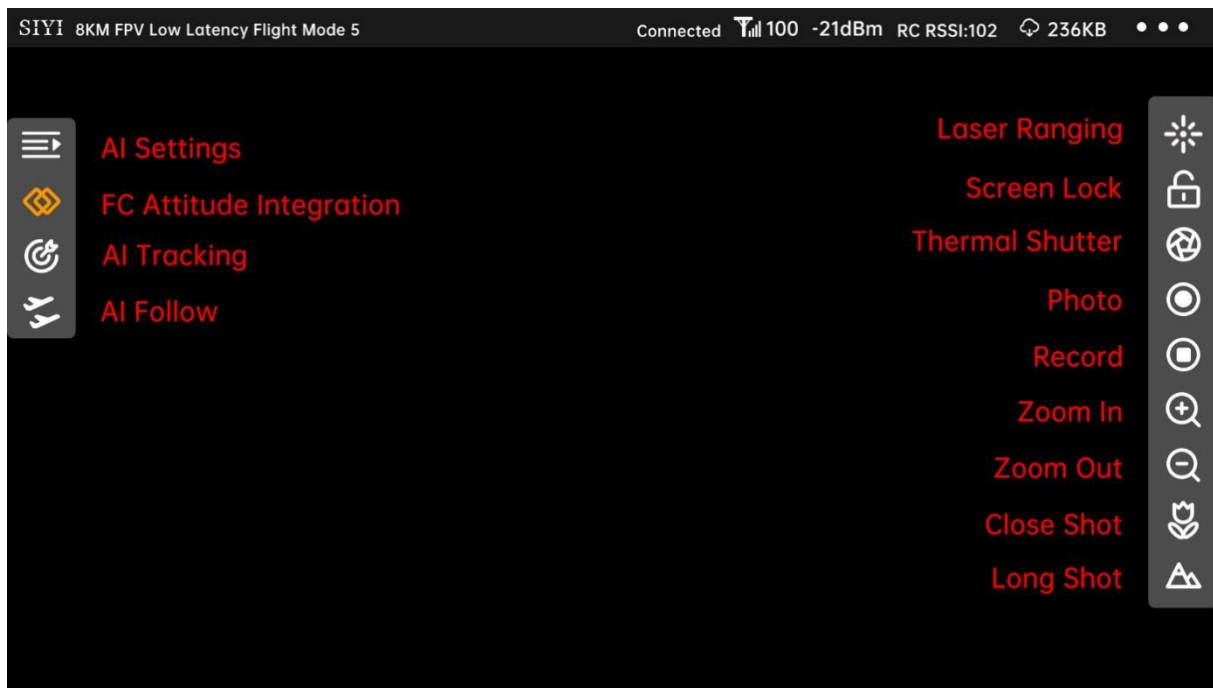 SIYI 8KM FPV Low Latency Flight Mode 5 Connected 100 -21dBm RC RSSI:102 236KB
AI Settings
FC Attitude Integration
AI Tracking
AI Follow
Laser Ranging
Screen Lock
Thermal Shutter
Photo
Record
Zoom In
Zoom Out
Close Shot
Long Shot